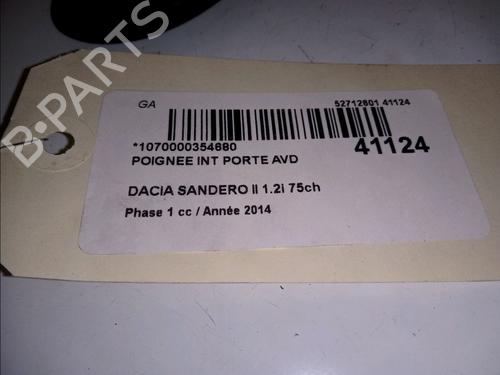 GA
52712801 41124
*1070000354680
41124
POIGNEE INT PORTE AVD
DACIA SANDERO II 1.2i 75ch
Phase 1 cc / Année 2014
B-PARTS